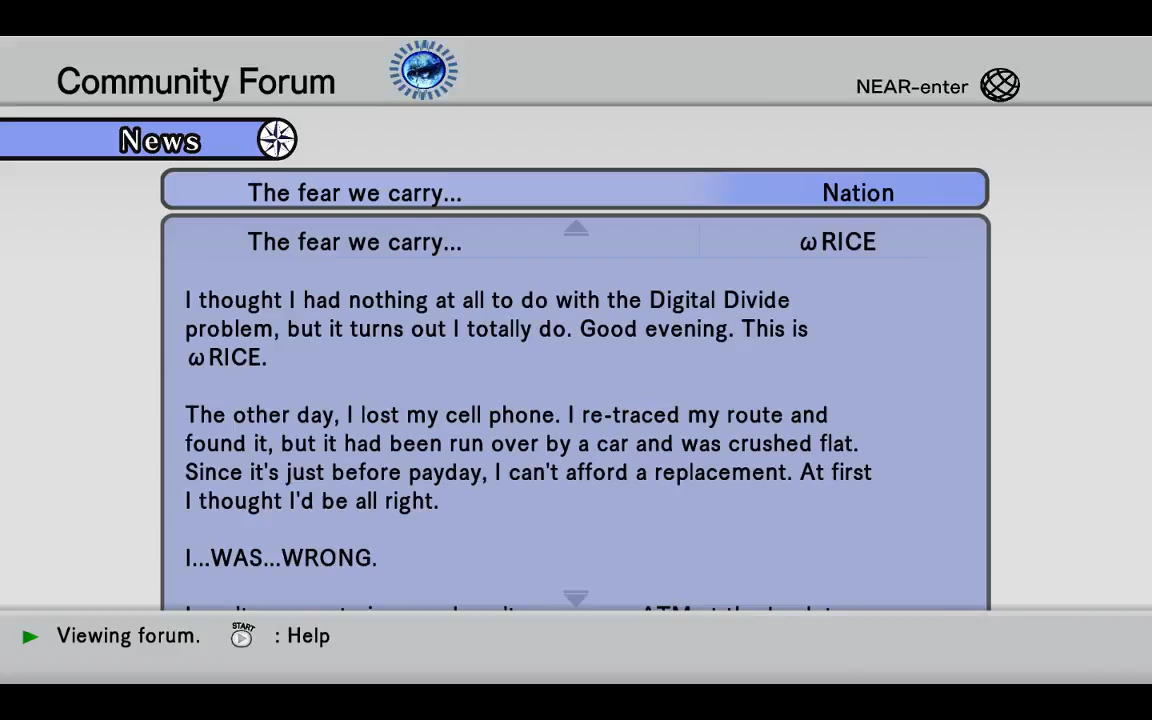 Community Forum
NEAR-enter
News
The fear we carry... Nation
The fear we carry... ωRICE
I thought I had nothing at all to do with the Digital Divide
problem, but it turns out I totally do. Good evening. This is
ωRICE.
The other day, I lost my cell phone. I re-traced my route and
found it, but it had been run over by a car and was crushed flat.
Since it's just before payday, I can't afford a replacement. At first
I thought I'd be all right.
I...WAS...WRONG.
ATM
Viewing forum. START : Help